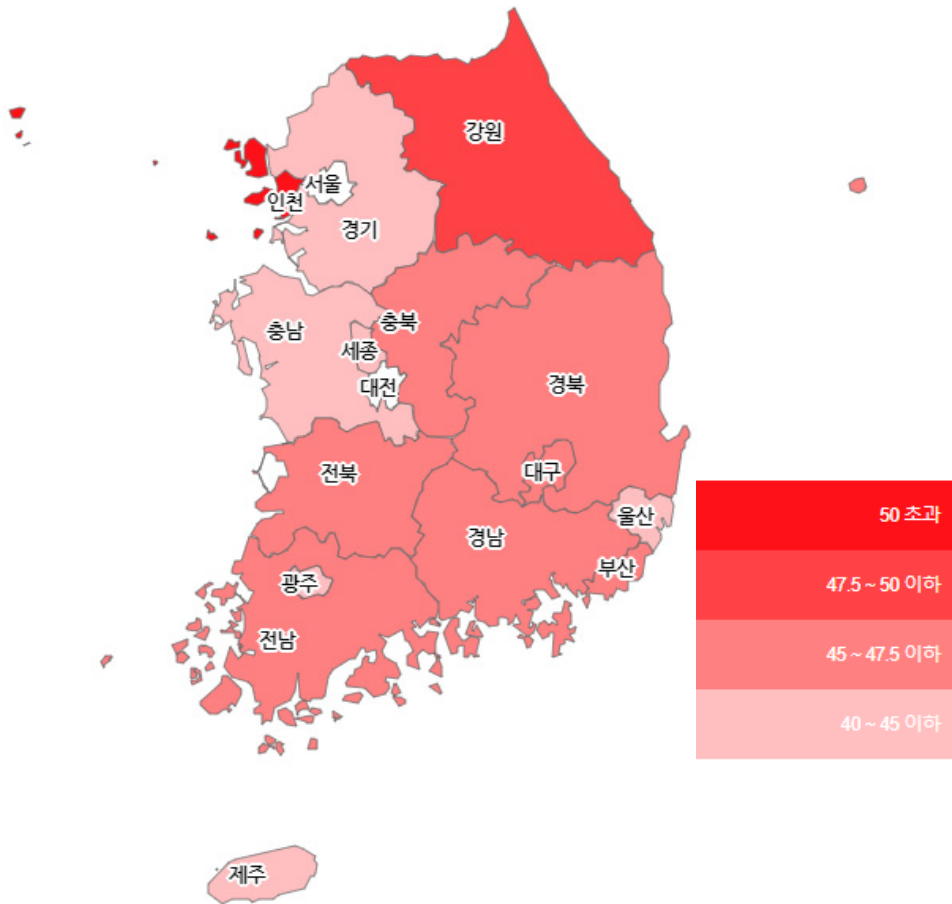 강원
서울
인천
경기
충남
충북
세종
대전
경북
전북
대구
경남
울산
부산
광주
전남
제주
50 초과
47.5 ~ 50 이하
45 ~ 47.5 이하
40 ~ 45 이하